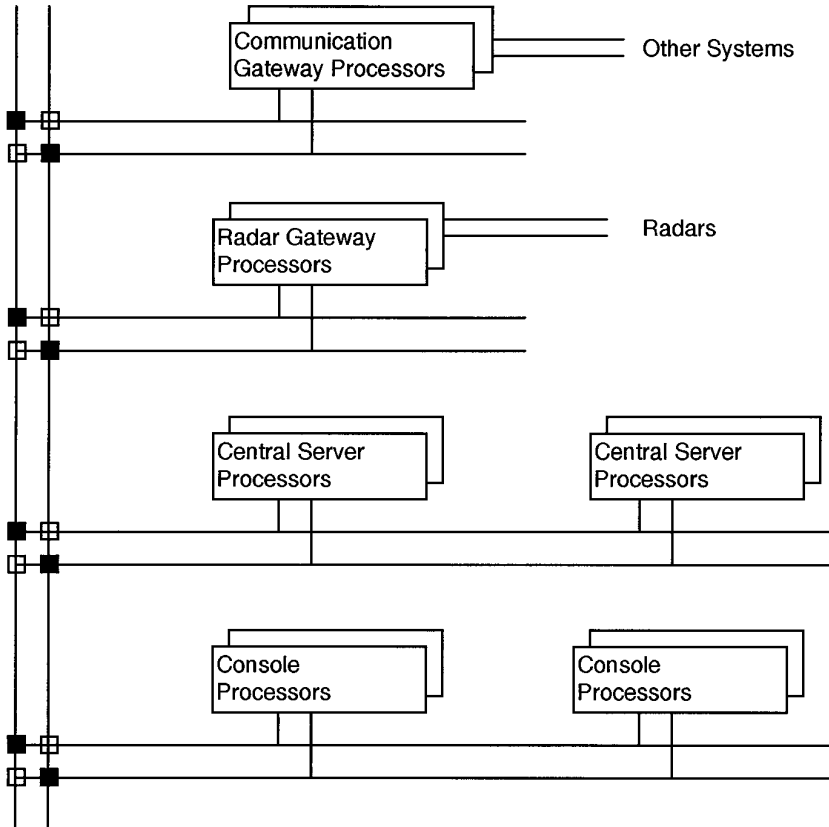 Communication
Gateway Processors
Other Systems
Radar Gateway
Processors
Radars
Central Server
Processors
Central Server
Processors
Console
Processors
Console
Processors